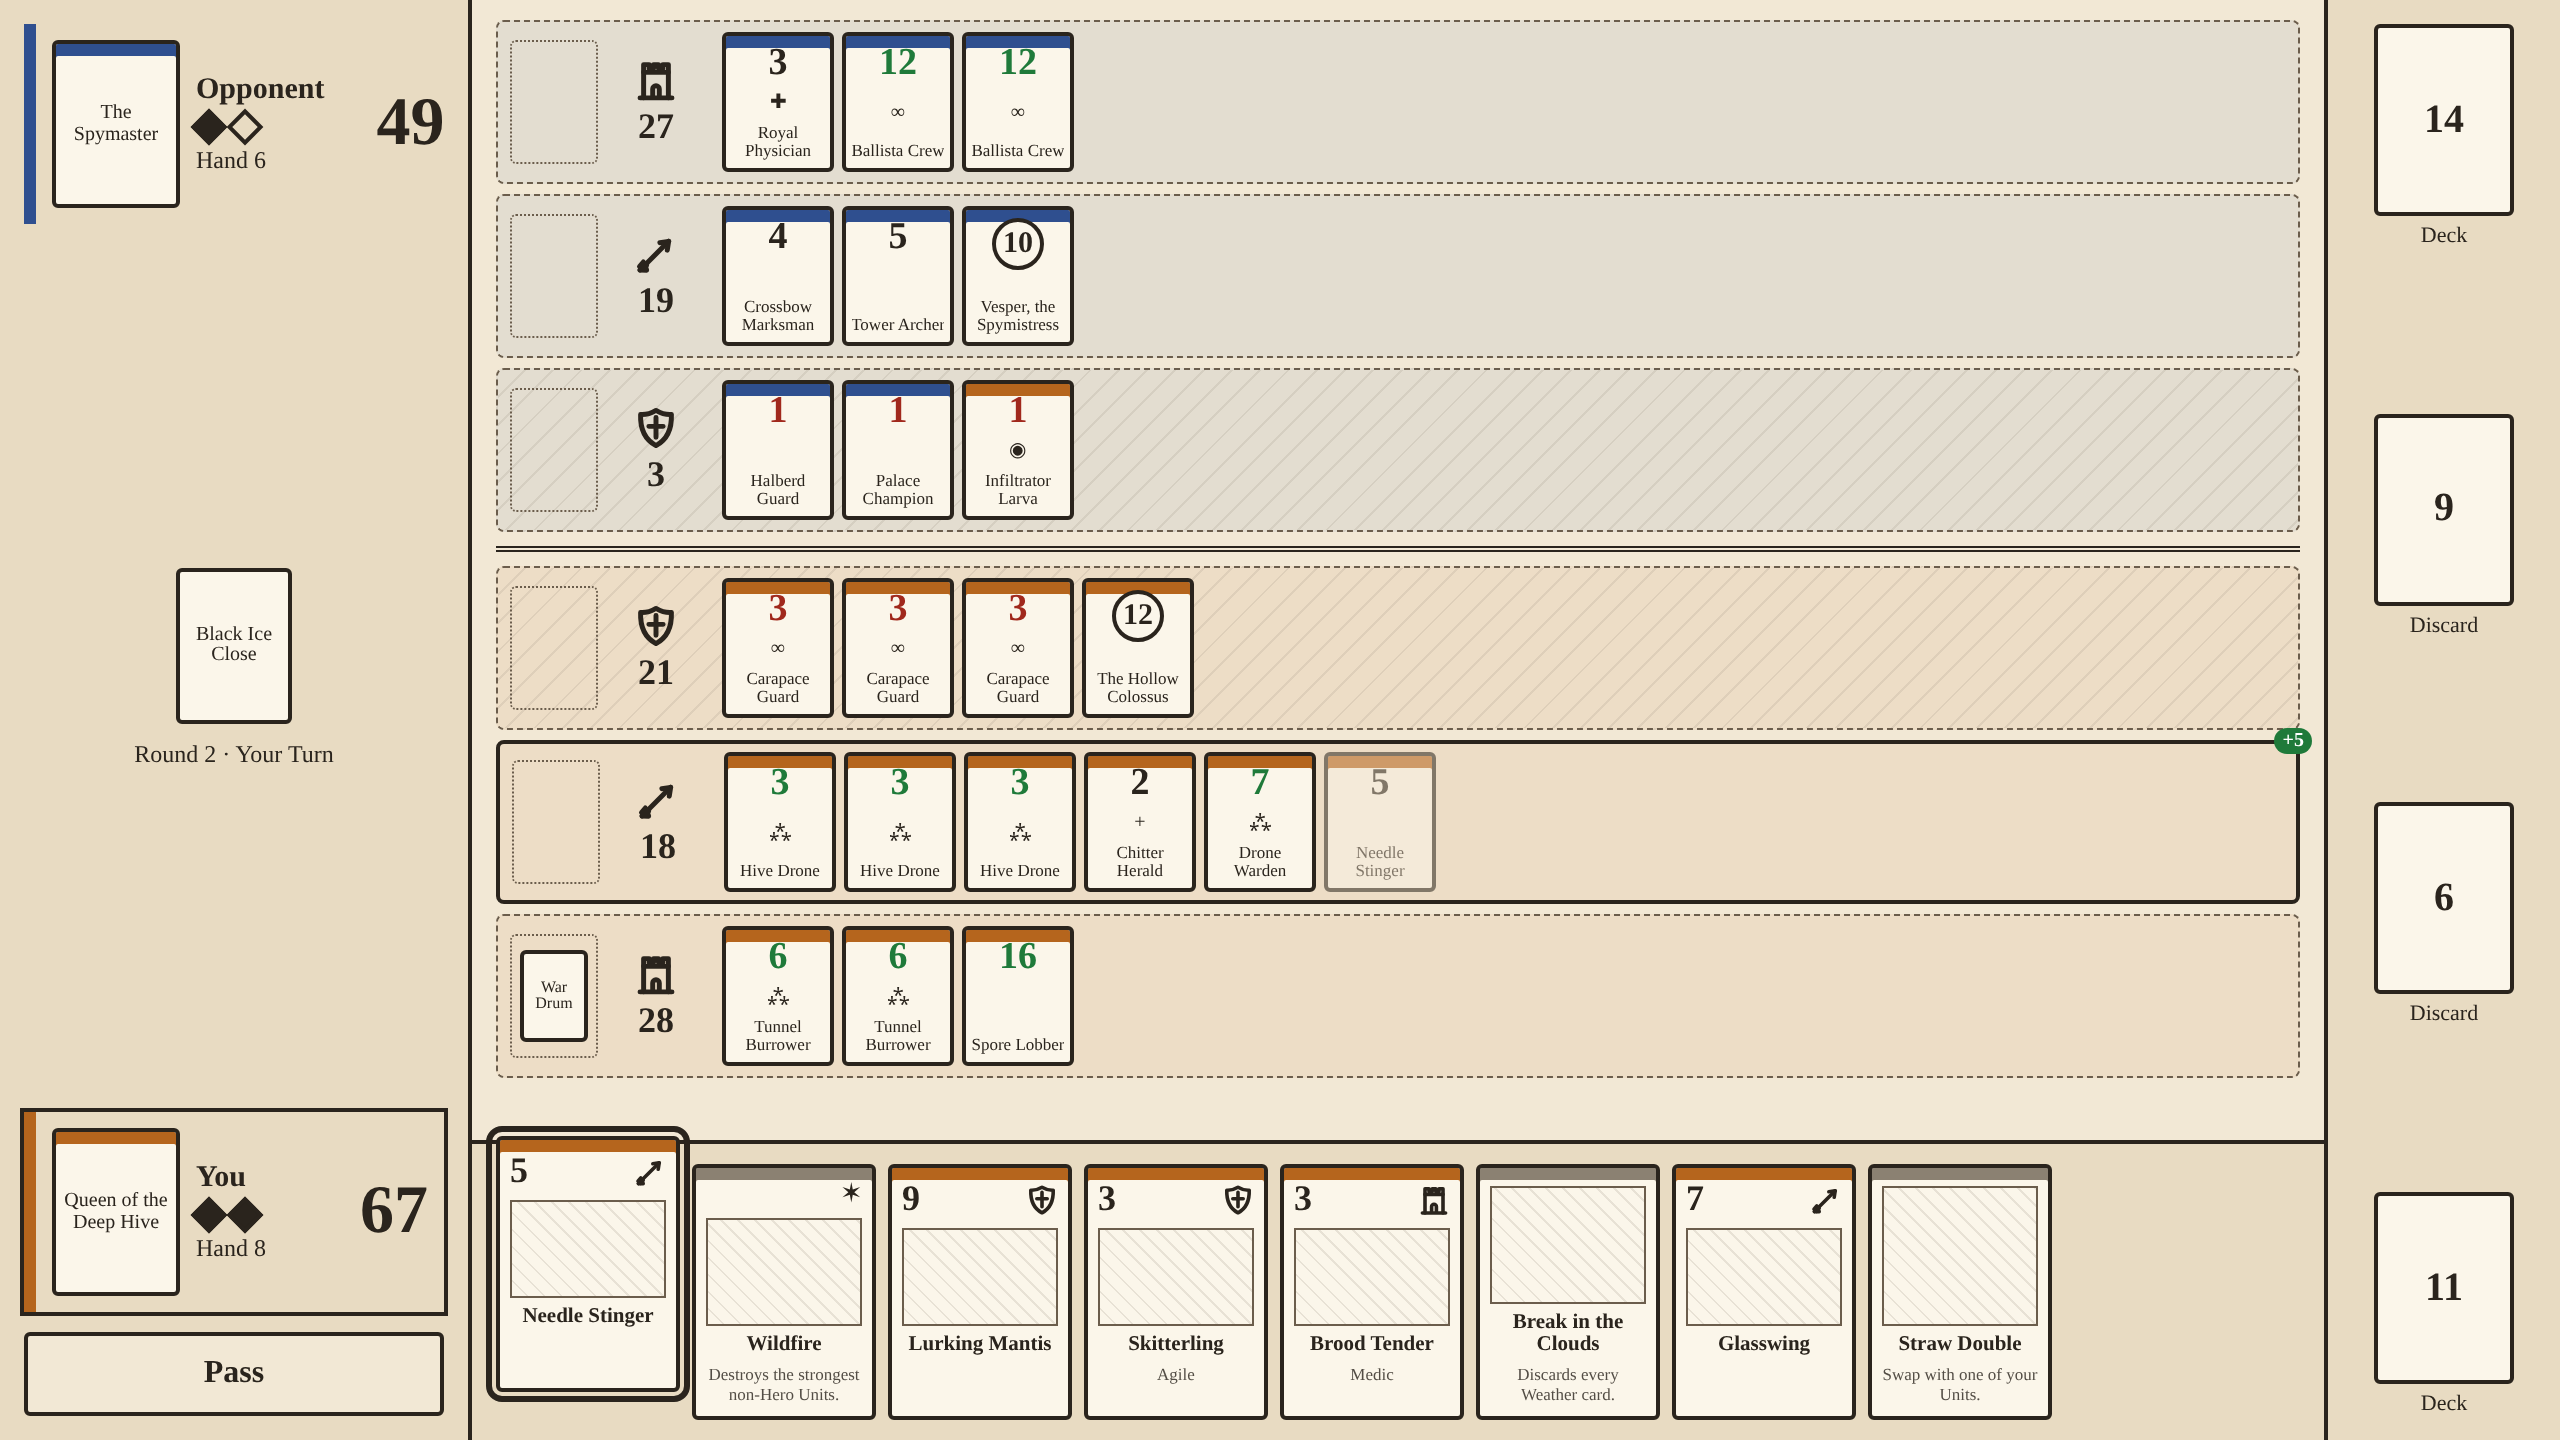 The
Spymaster
Opponent
Hand 6
49
27
3
Royal
Physician
12
Ballista Crew
12
Ballista Crew
19
4
Crossbow
Marksman
5
Tower Archer
10
Vesper, the
Spymistress
3
1
Halberd
Guard
1
Palace
Champion
1
Infiltrator
Larva
Black Ice
Close
Round 2 · Your Turn
21
3
Carapace
Guard
3
Carapace
Guard
3
Carapace
Guard
12
The Hollow
Colossus
+5
18
3
Hive Drone
3
Hive Drone
3
Hive Drone
2
Chitter
Herald
7
Drone
Warden
5
Needle
Stinger
War
Drum
28
6
Tunnel
Burrower
6
Tunnel
Burrower
16
Spore Lobber
Queen of the
Deep Hive
You
Hand 8
67
Pass
5
Needle Stinger
Wildfire
Destroys the strongest
non-Hero Units.
9
Lurking Mantis
3
Skitterling
Agile
3
Brood Tender
Medic
Break in the
Clouds
Discards every
Weather card.
7
Glasswing
Straw Double
Swap with one of your
Units.
14
Deck
9
Discard
6
Discard
11
Deck